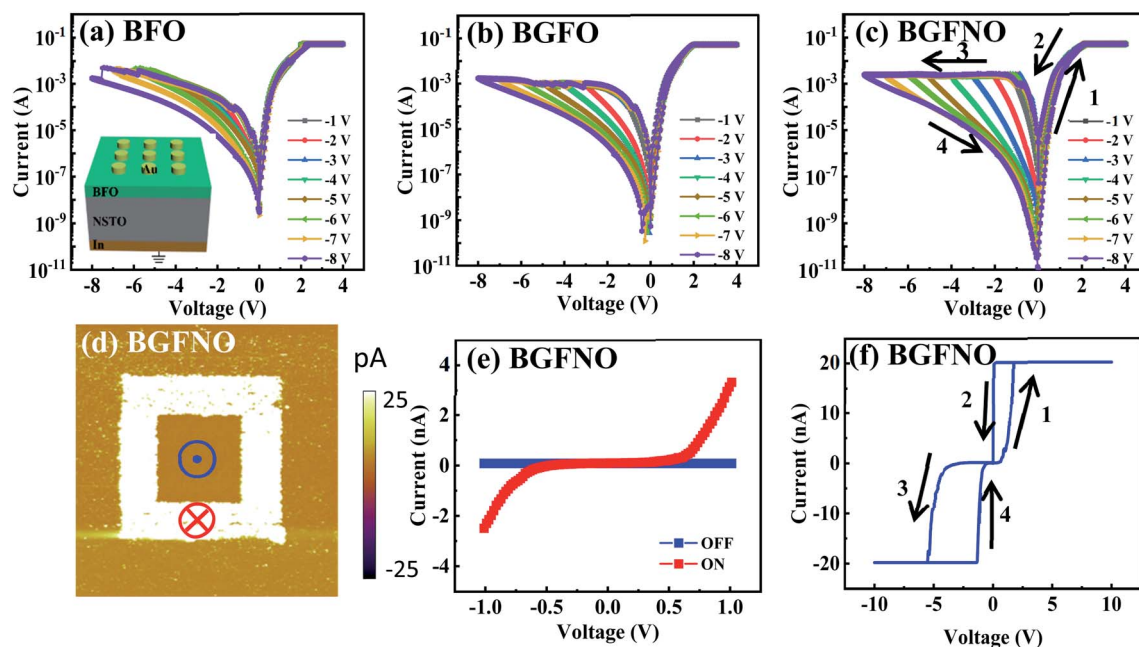 (a) BFO
10⁻¹
10⁻³
10⁻⁵
10⁻⁷
10⁻⁹
10⁻¹¹
Current (A)
-1 V
-2 V
-3 V
-4 V
-5 V
-6 V
-7 V
-8 V
Au
BFO
NSTO
In
-8 -6 -4 -2 0 2 4
Voltage (V)
(b) BGFO
10⁻¹
10⁻³
10⁻⁵
10⁻⁷
10⁻⁹
10⁻¹¹
Current (A)
-1 V
-2 V
-3 V
-4 V
-5 V
-6 V
-7 V
-8 V
-8 -6 -4 -2 0 2 4
Voltage (V)
(c) BGFNO
10⁻¹
10⁻³
10⁻⁵
10⁻⁷
10⁻⁹
10⁻¹¹
Current (A)
3
2
1
4
-1 V
-2 V
-3 V
-4 V
-5 V
-6 V
-7 V
-8 V
-8 -6 -4 -2 0 2 4
Voltage (V)
(d) BGFNO
pA
25
-25
(e) BGFNO
4
2
0
-2
-4
Current (nA)
OFF
ON
-1.0 -0.5 0.0 0.5 1.0
Voltage (V)
(f) BGFNO
20
10
0
-10
-20
Current (nA)
2
1
3
4
-10 -5 0 5 10
Voltage (V)